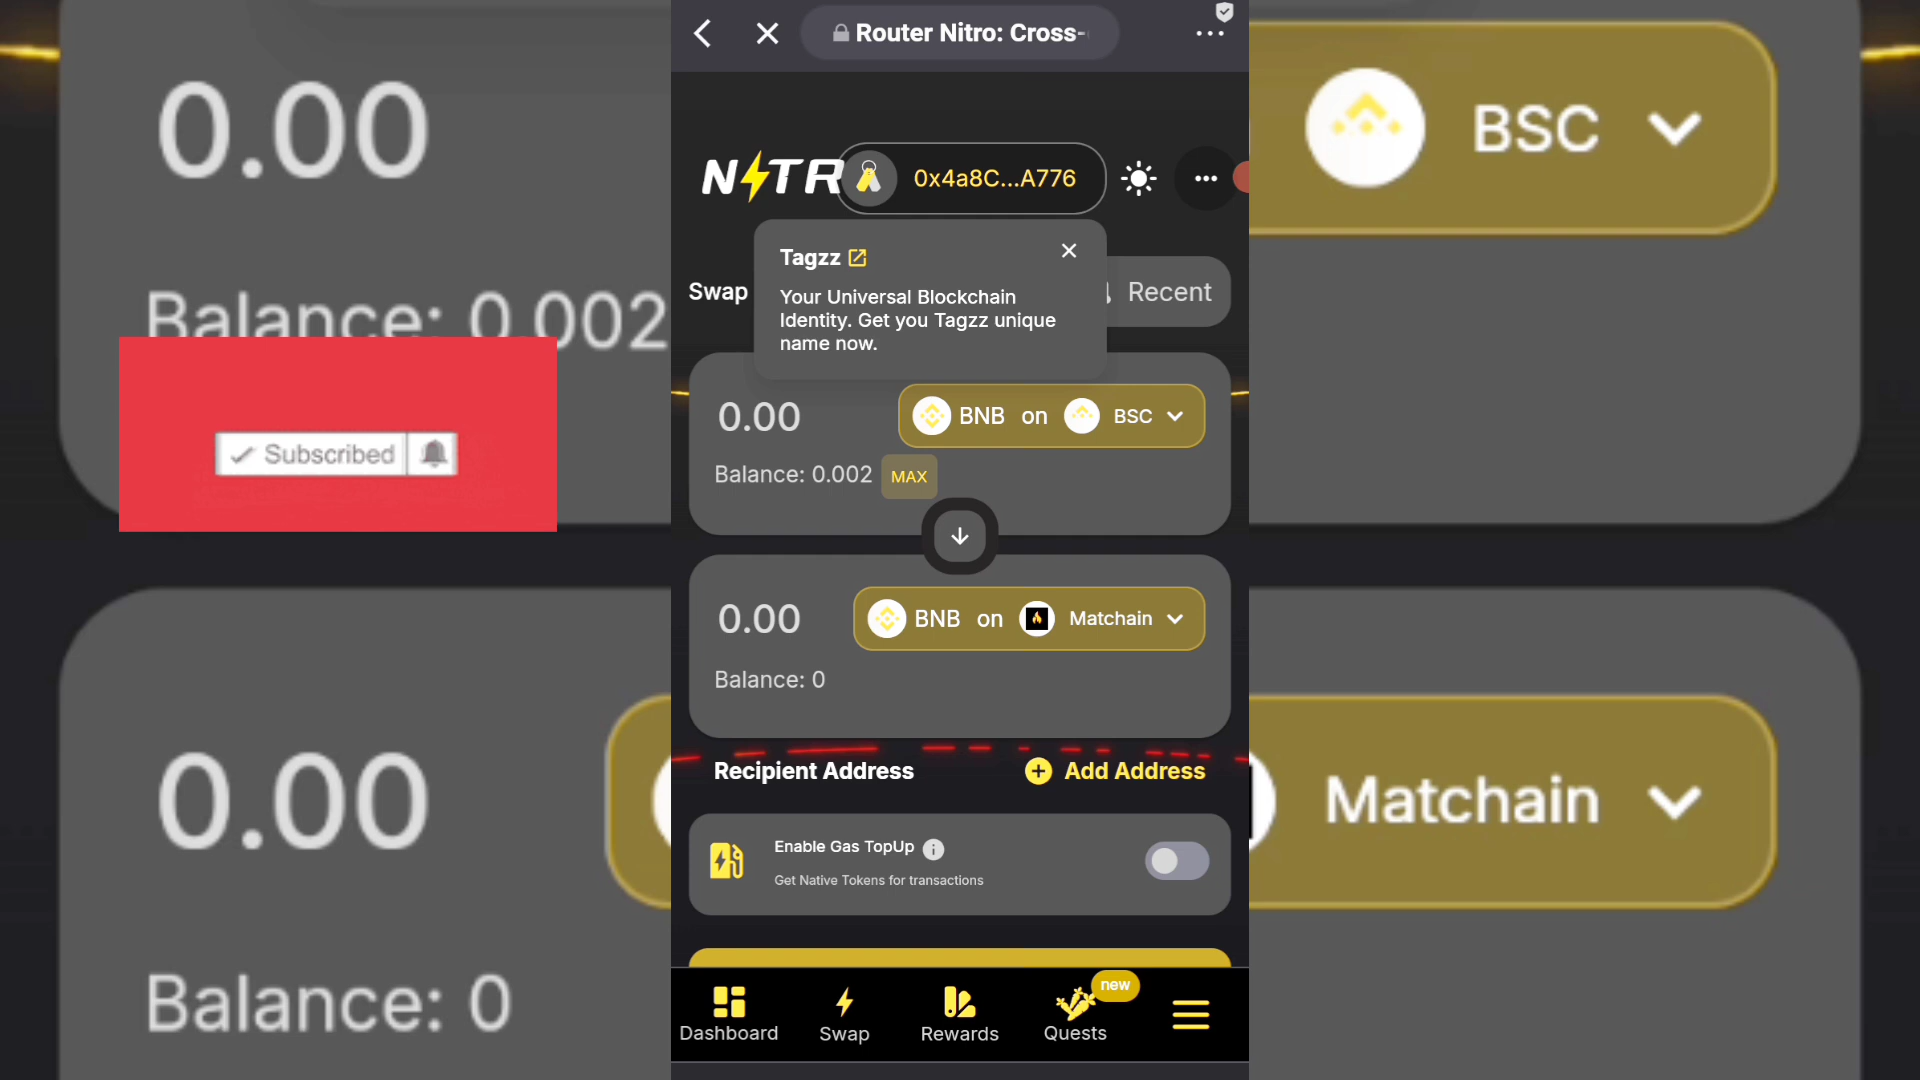 Router Nitro: Cross-
NITR
0x4a8C...A776
Tagzz
Your Universal Blockchain
Identity. Get you Tagzz unique
name now.
Swap
Recent
0.00
BNB on BSC
Balance: 0.002
MAX
0.00
BNB on Matchain
Balance: 0
Recipient Address
Add Address
Enable Gas TopUp
Get Native Tokens for transactions
Dashboard
Swap
Rewards
Quests
new
0.00
BSC
Balance: 0.002
Subscribed
0.00
Matchain
Balance: 0